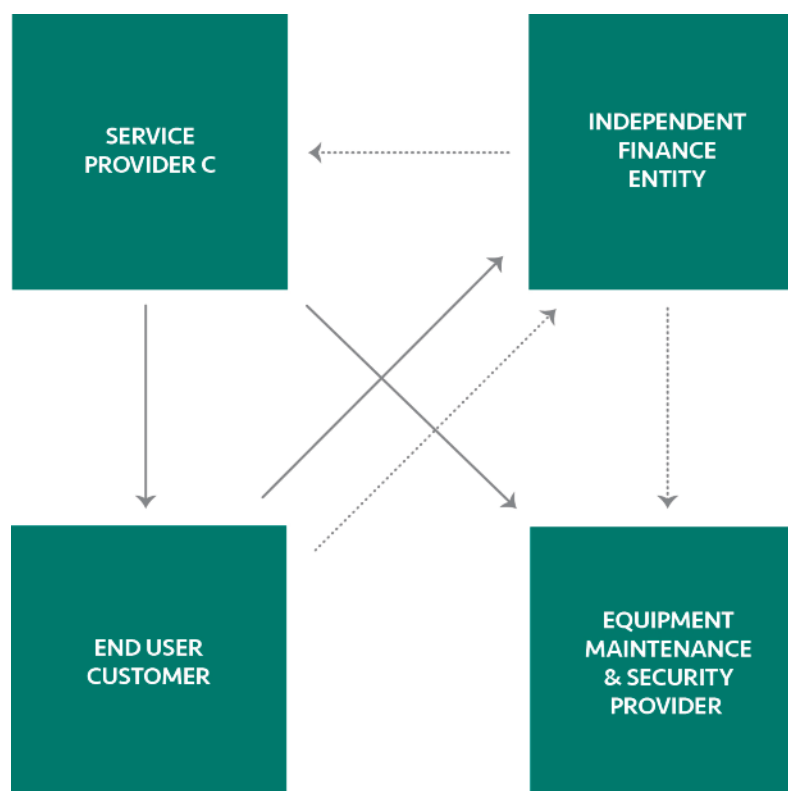 SERVICE
PROVIDER C
INDEPENDENT
FINANCE
ENTITY
END USER
CUSTOMER
EQUIPMENT
MAINTENANCE
& SECURITY
PROVIDER